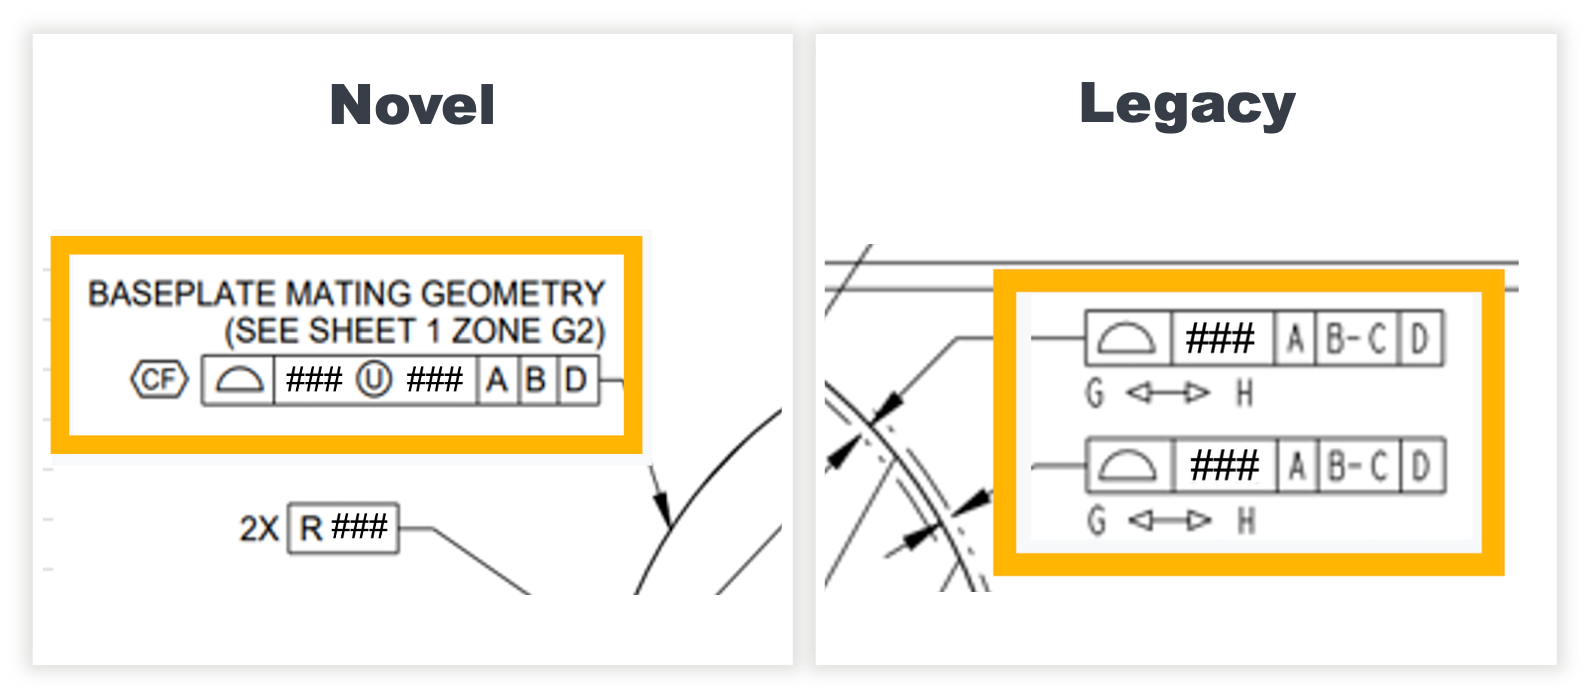 Novel
BASEPLATE MATING GEOMETRY
(SEE SHEET 1 ZONE G2)
CF ⌓ ### Ⓤ ### A B D
2X R ###
Legacy
⌓ ### A B-C D
G ↔ H
⌓ ### A B-C D
G ↔ H